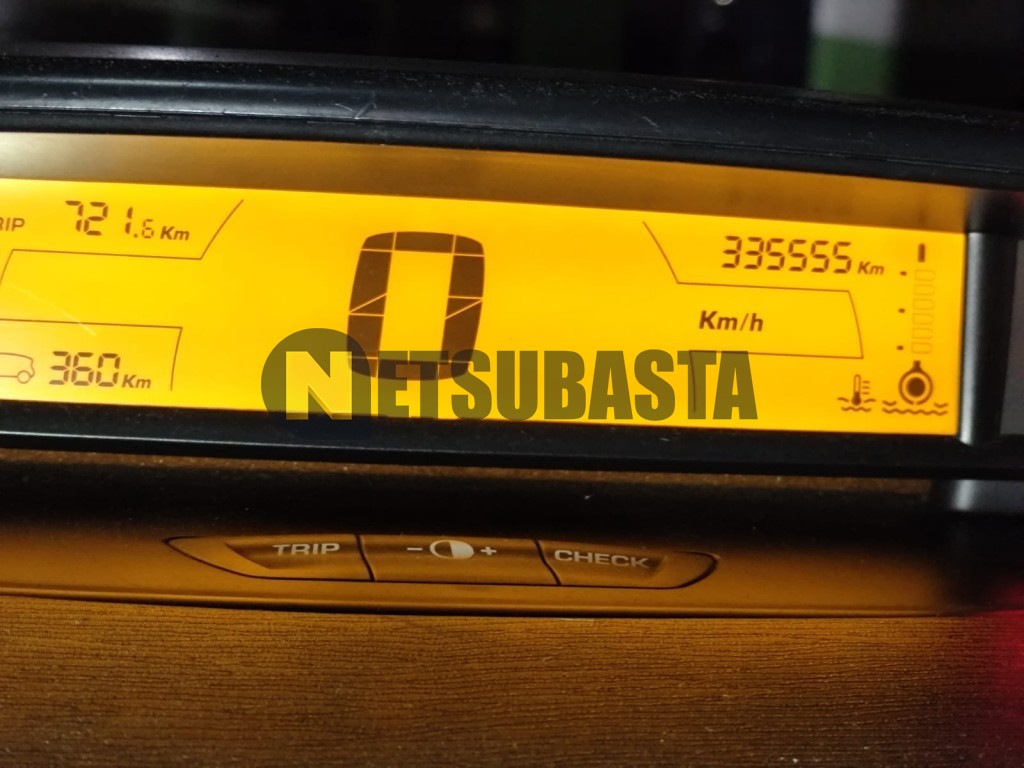 RIP 721.6 Km
0
335555 Km
Km/h
360 Km
NETSUBASTA
TRIP - + CHECK